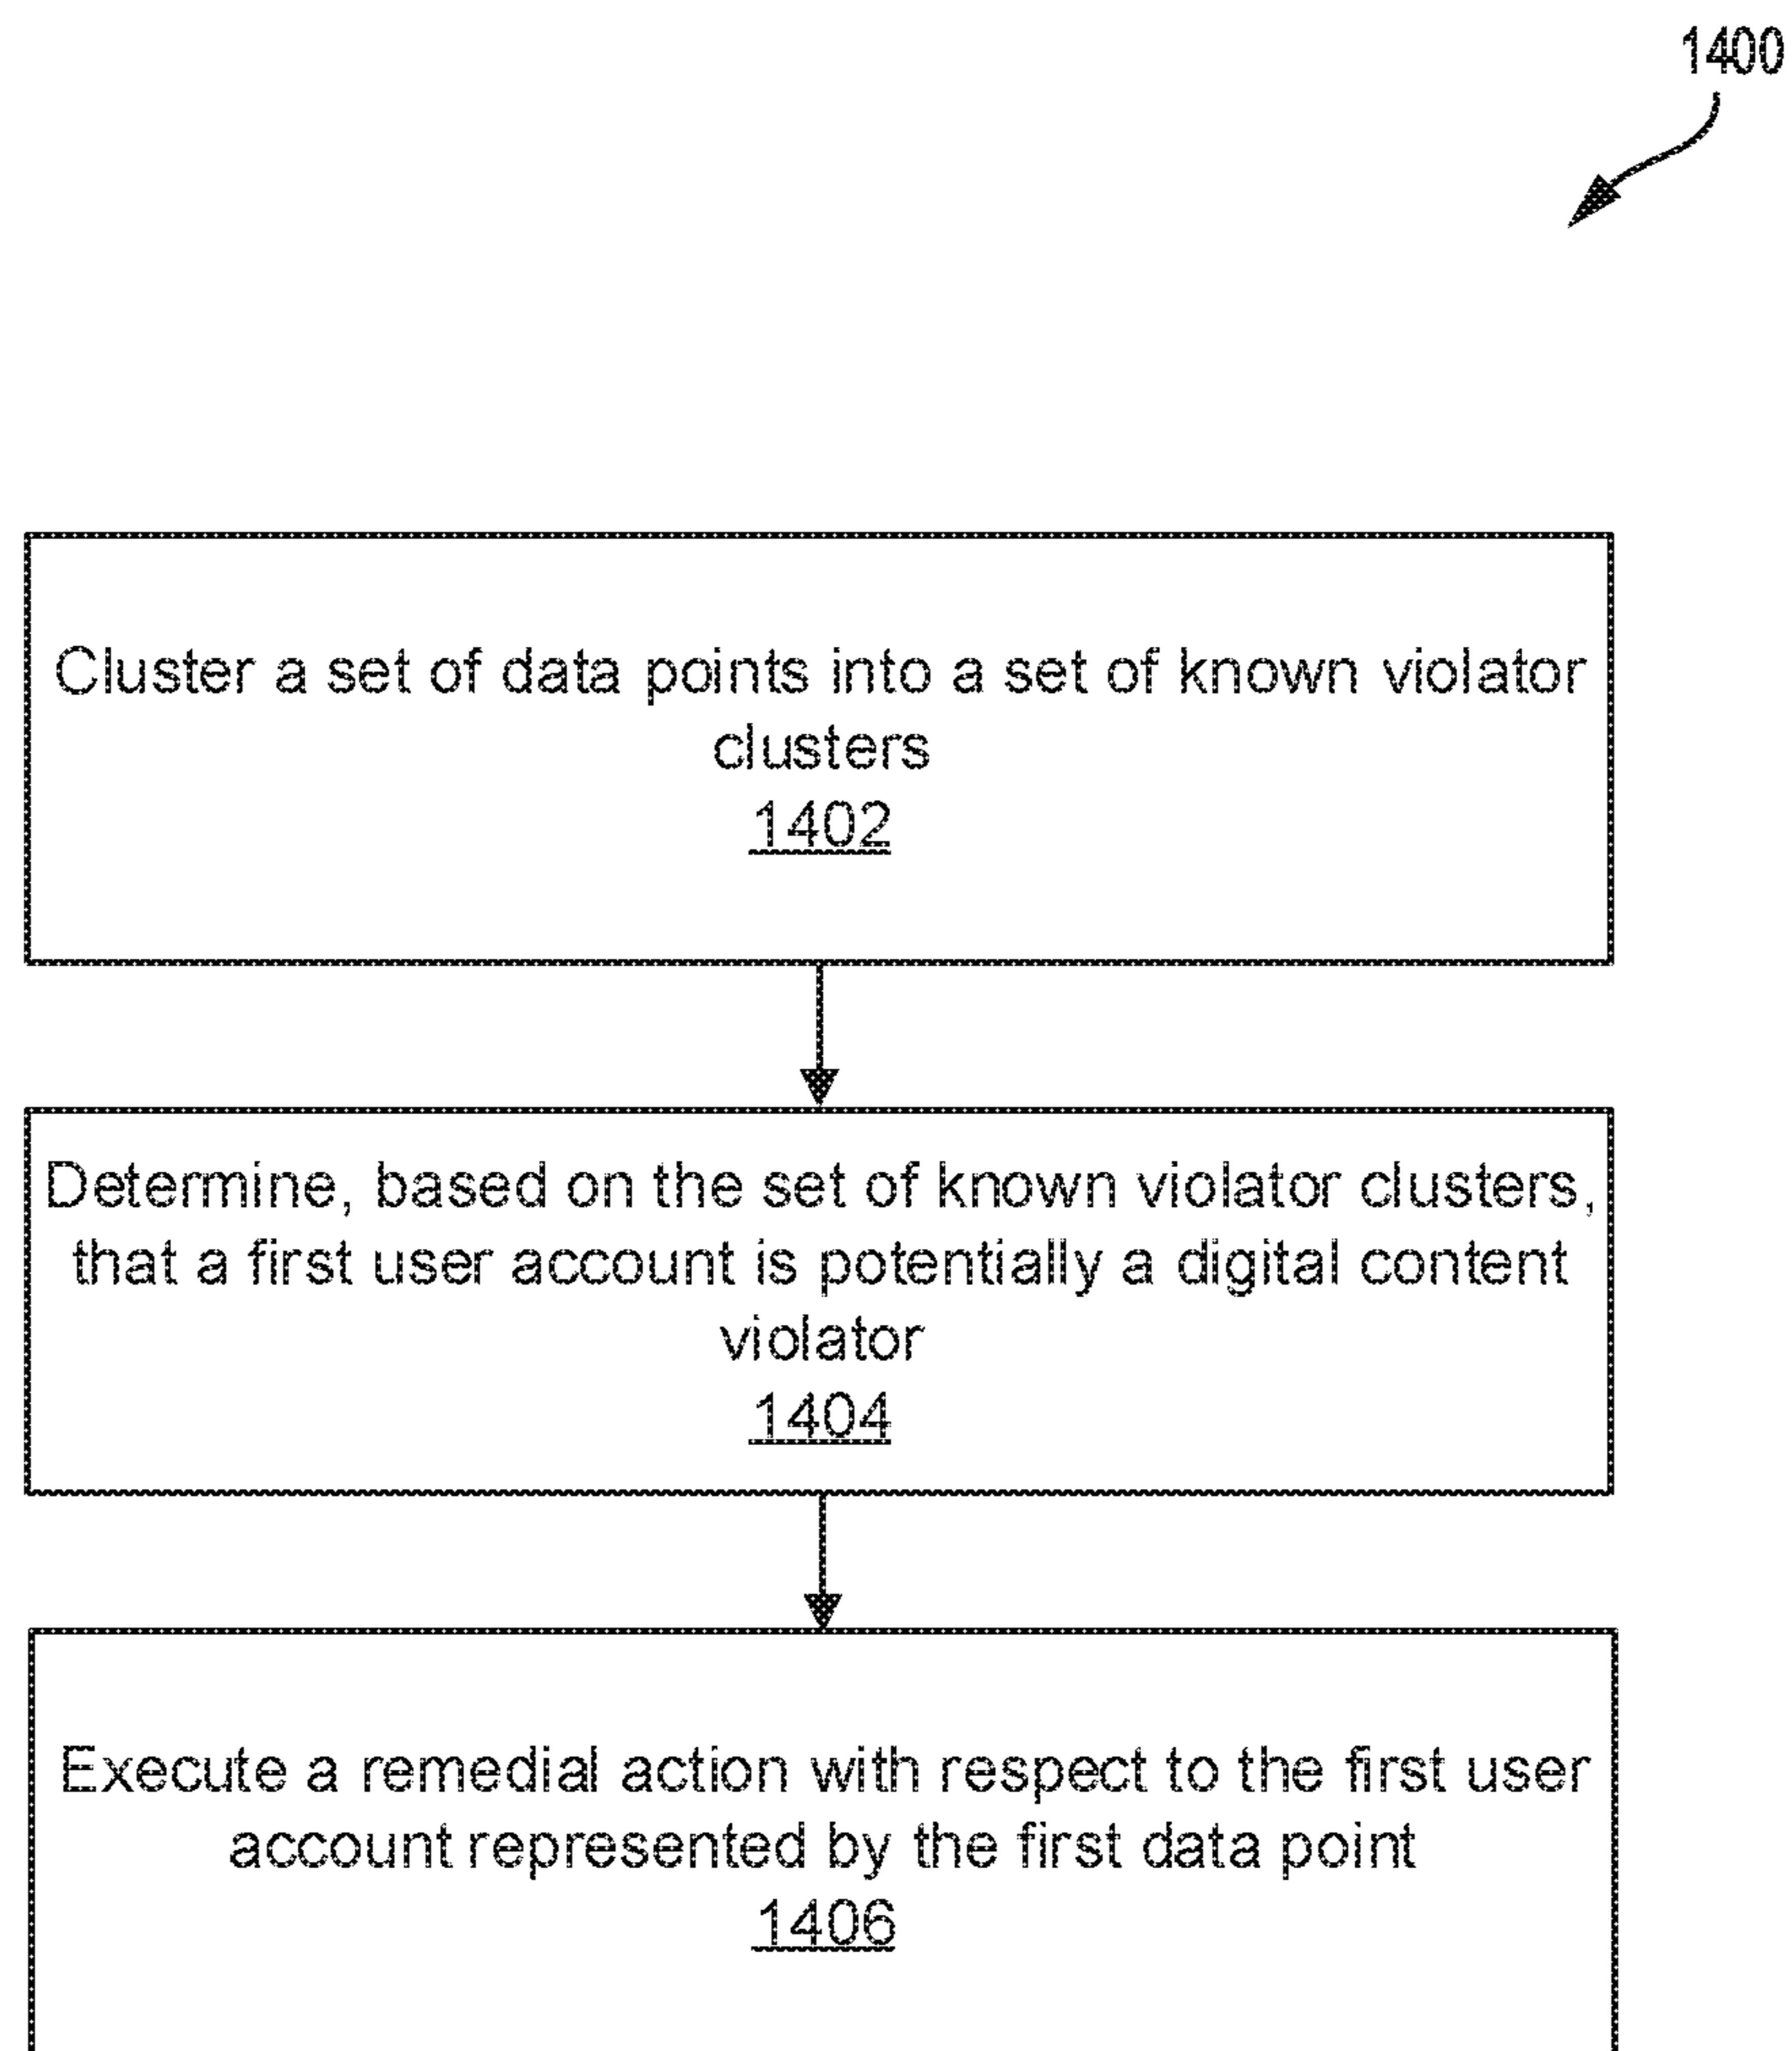 1400
Cluster a set of data points into a set of known violator
clusters
1402
Determine, based on the set of known violator clusters,
that a first user account is potentially a digital content
violator
1404
Execute a remedial action with respect to the first user
account represented by the first data point
1406